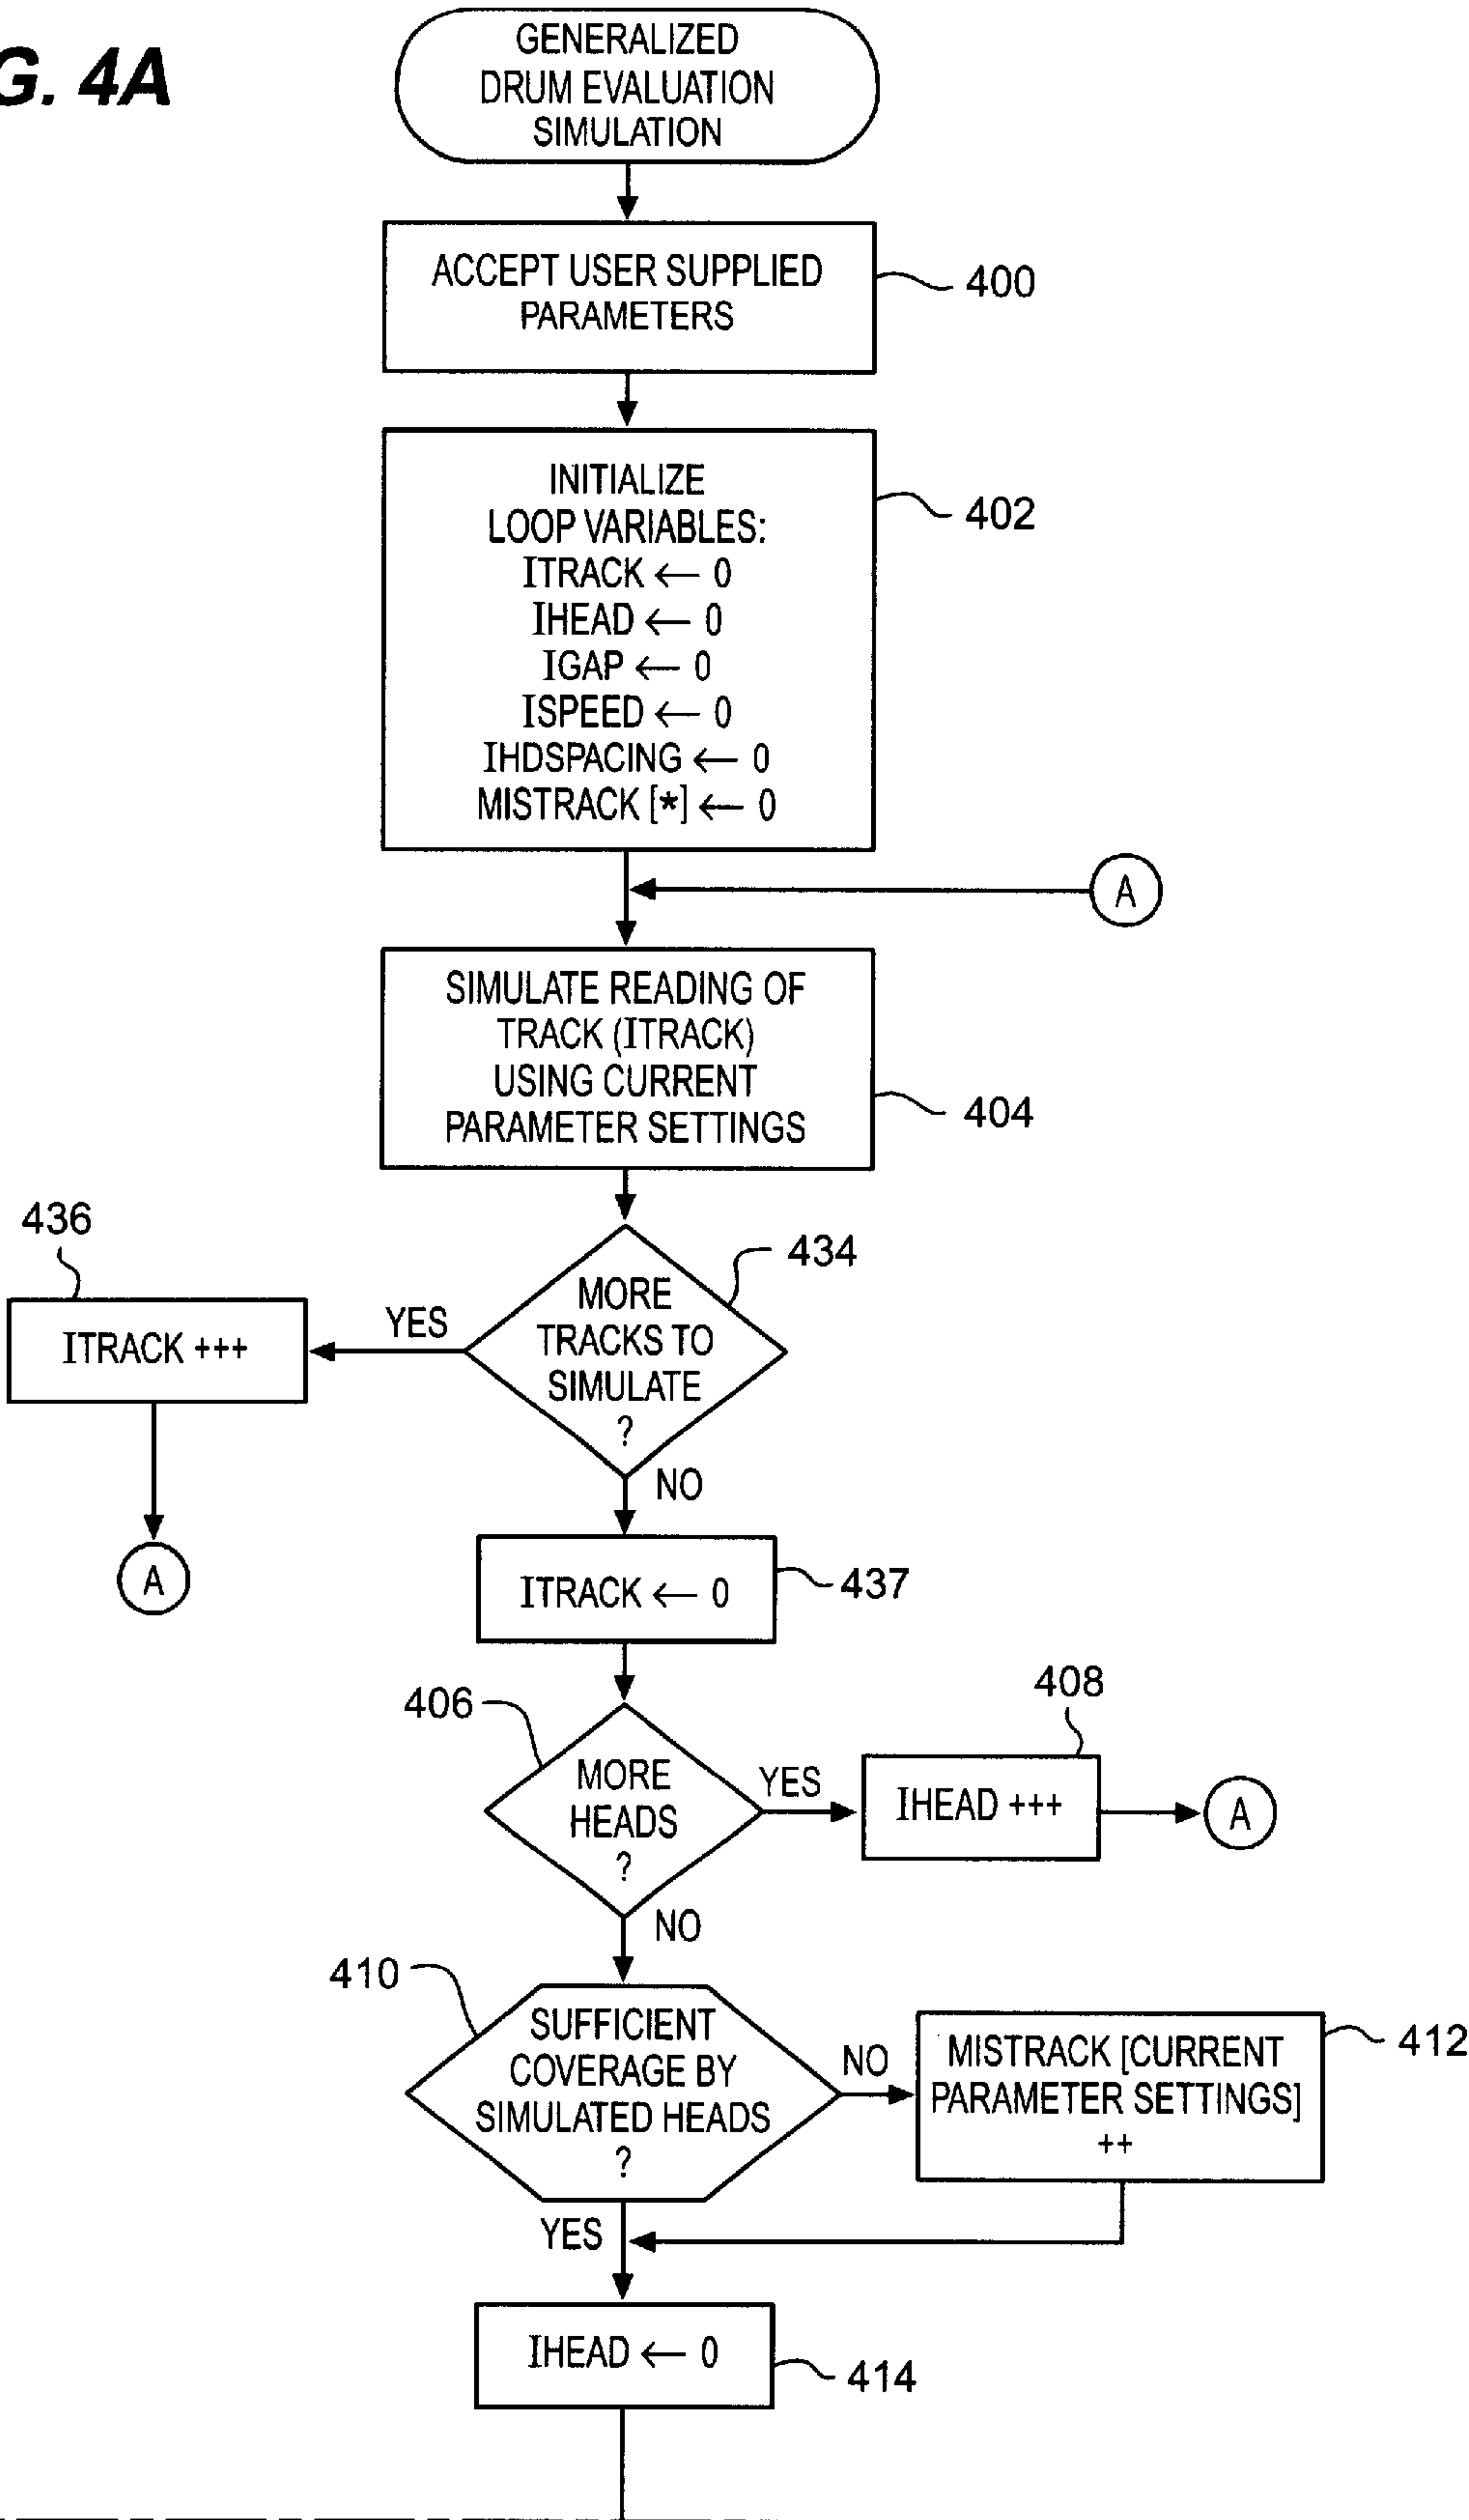 G. 4A
GENERALIZED
DRUM EVALUATION
SIMULATION
ACCEPT USER SUPPLIED
PARAMETERS
400
INITIALIZE
LOOP VARIABLES:
ITRACK ← 0
IHEAD ← 0
IGAP ← 0
ISPEED ← 0
IHDSPACING ← 0
MISTRACK [*] ← 0
402
A
SIMULATE READING OF
TRACK (ITRACK)
USING CURRENT
PARAMETER SETTINGS
404
436
434
MORE
TRACKS TO
SIMULATE
?
YES
ITRACK +++
A
NO
ITRACK ← 0
437
406
408
MORE
HEADS
?
YES
IHEAD +++
A
NO
410
SUFFICIENT
COVERAGE BY
SIMULATED HEADS
?
NO
MISTRACK [CURRENT
PARAMETER SETTINGS]
++
412
YES
IHEAD ← 0
414